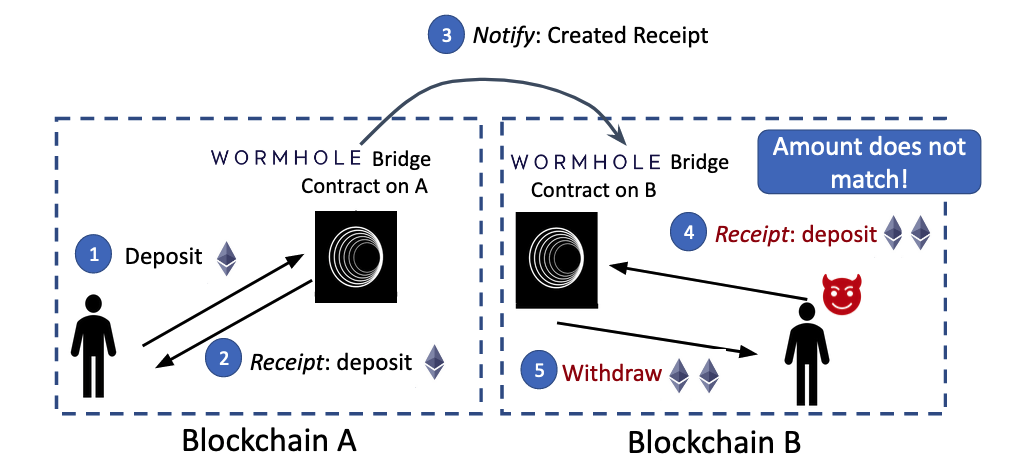 3 Notify: Created Receipt
WORMHOLE Bridge
Contract on A
WORMHOLE Bridge
Contract on B
Amount does not
match!
1 Deposit
4 Receipt: deposit
2 Receipt: deposit
5 Withdraw
Blockchain A
Blockchain B